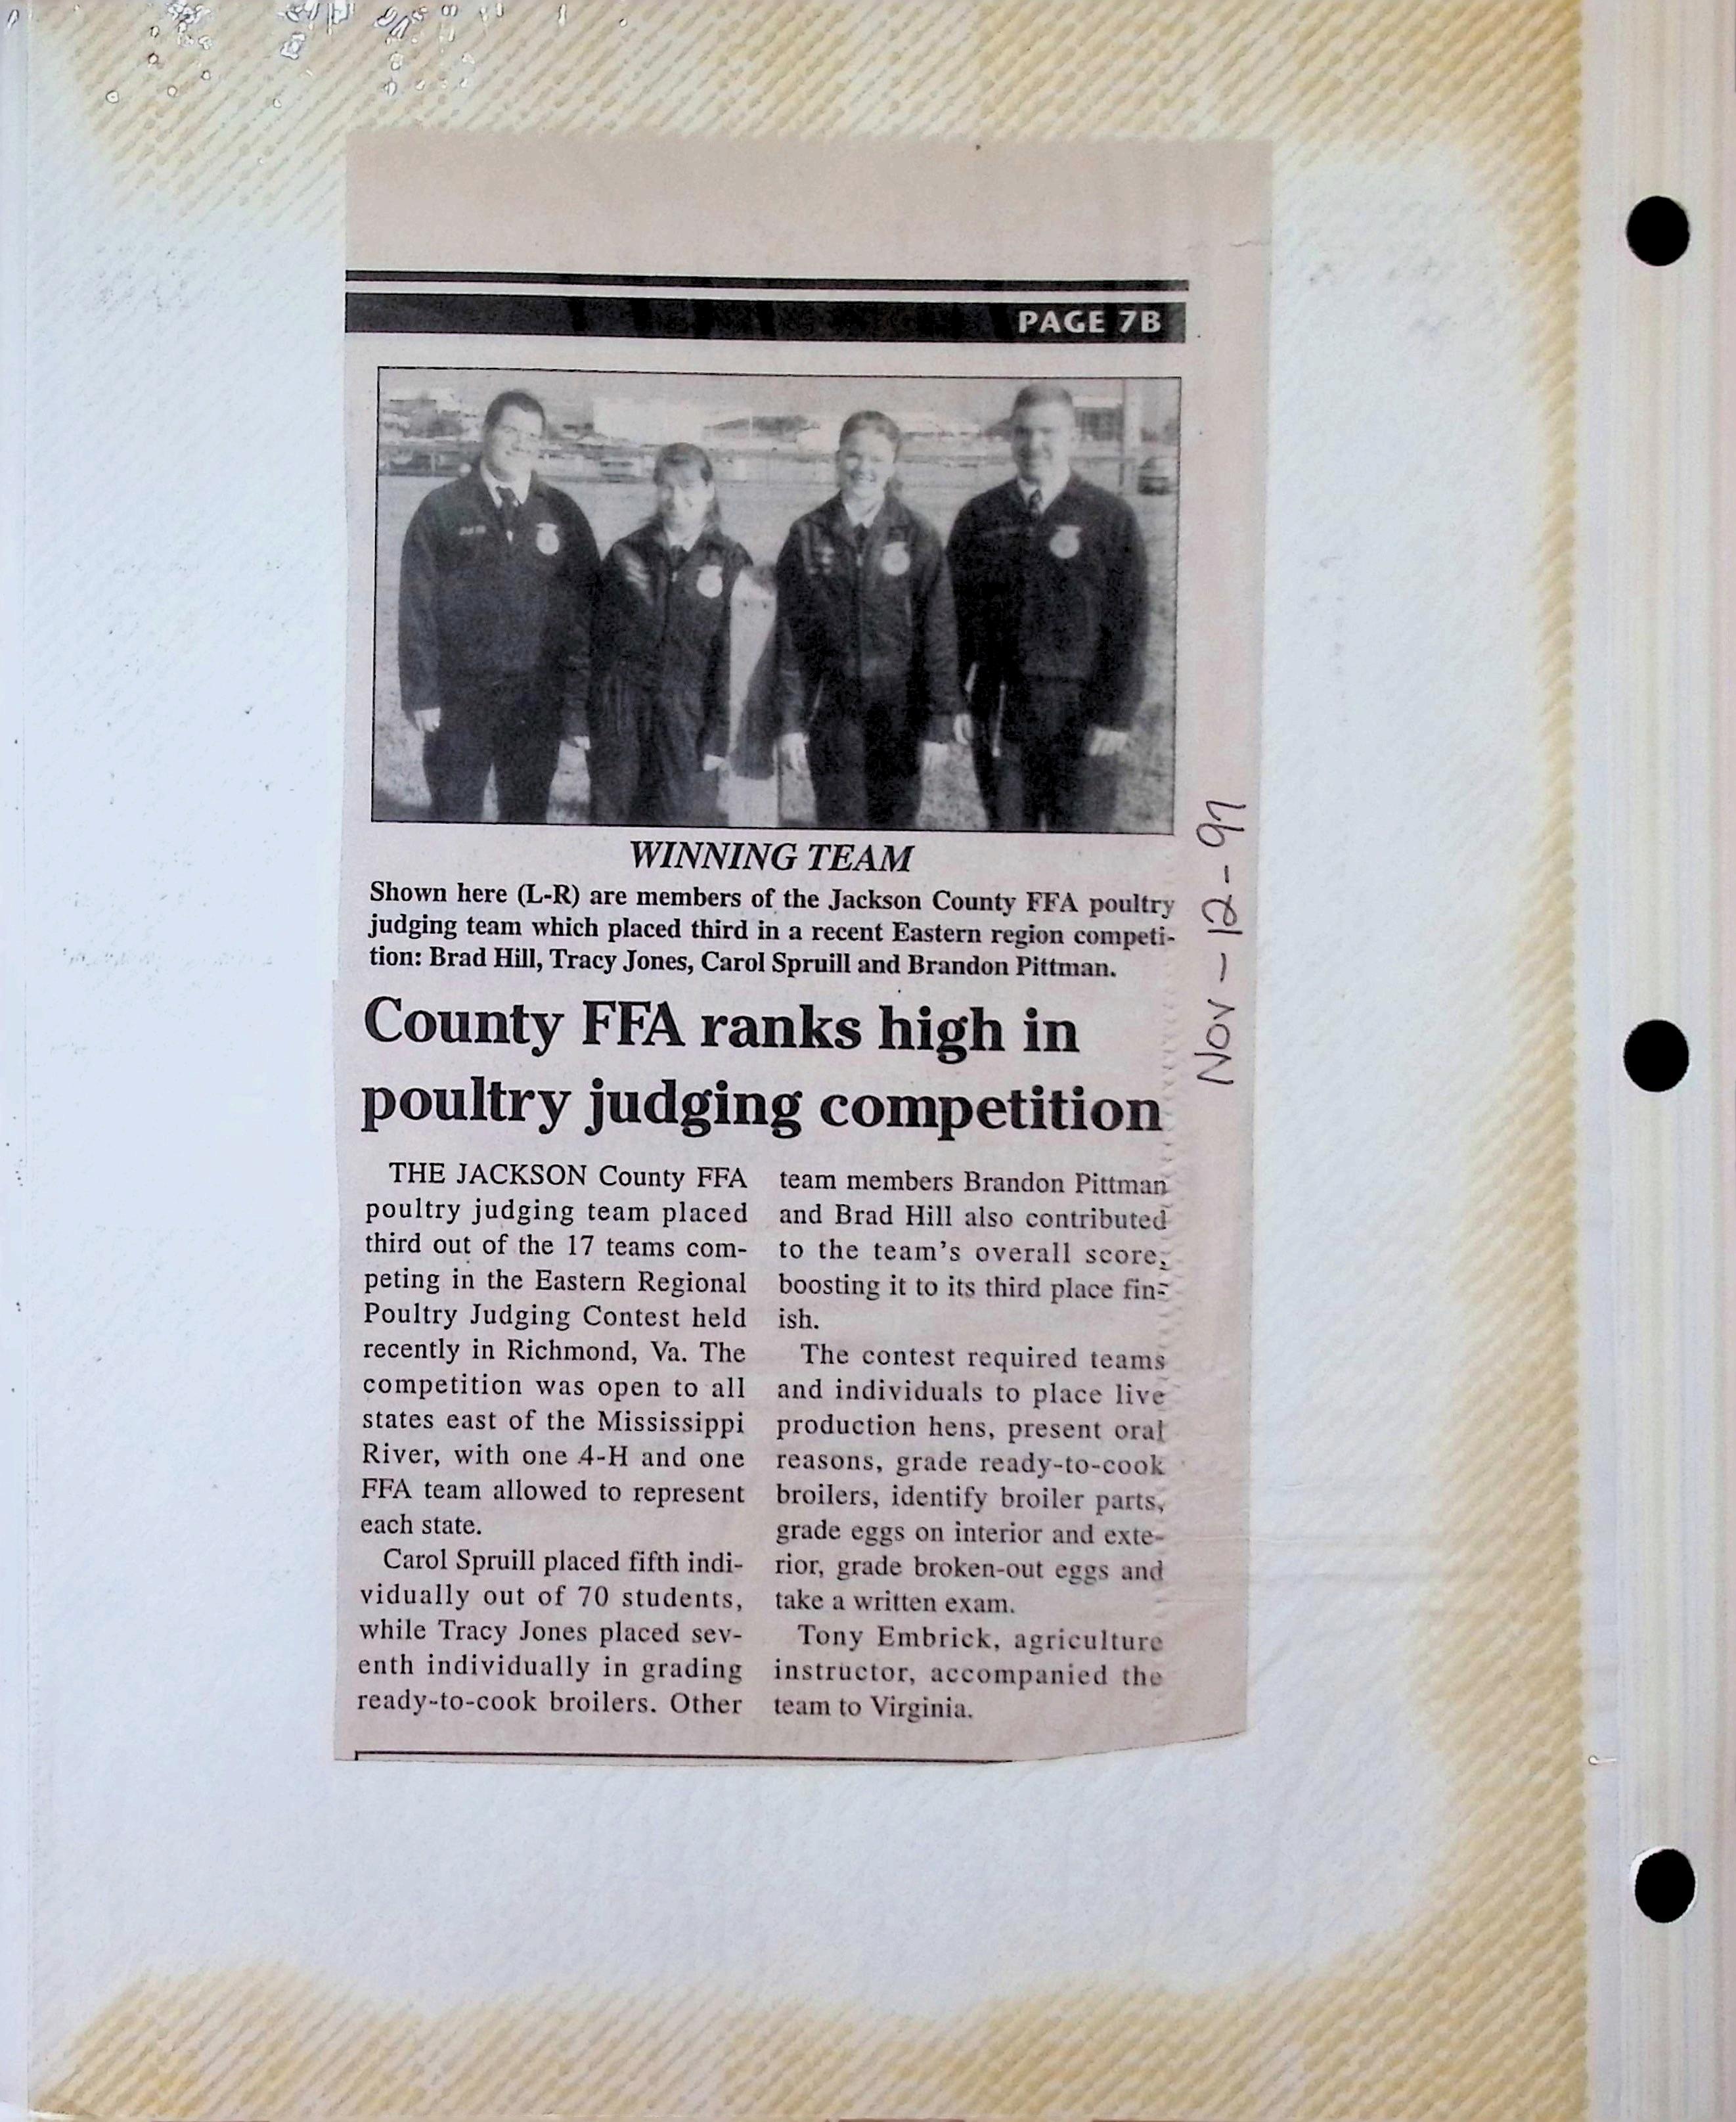 PAGE 7B
WINNING TEAM
Shown here (L-R) are members of the Jackson County FFA poultry
judging team which placed third in a recent Eastern region competi-
tion: Brad Hill, Tracy Jones, Carol Spruill and Brandon Pittman.
Nov - 12 - 97
County FFA ranks high in
poultry judging competition
THE JACKSON County FFA
poultry judging team placed
third out of the 17 teams com-
peting in the Eastern Regional
Poultry Judging Contest held
recently in Richmond, Va. The
competition was open to all
states east of the Mississippi
River, with one 4-H and one
FFA team allowed to represent
each state.
Carol Spruill placed fifth indi-
vidually out of 70 students,
while Tracy Jones placed sev-
enth individually in grading
ready-to-cook broilers. Other
team members Brandon Pittman
and Brad Hill also contributed
to the team's overall score,
boosting it to its third place fin-
ish.
The contest required teams
and individuals to place live
production hens, present oral
reasons, grade ready-to-cook
broilers, identify broiler parts,
grade eggs on interior and exte-
rior, grade broken-out eggs and
take a written exam.
Tony Embrick, agriculture
instructor, accompanied the
team to Virginia.